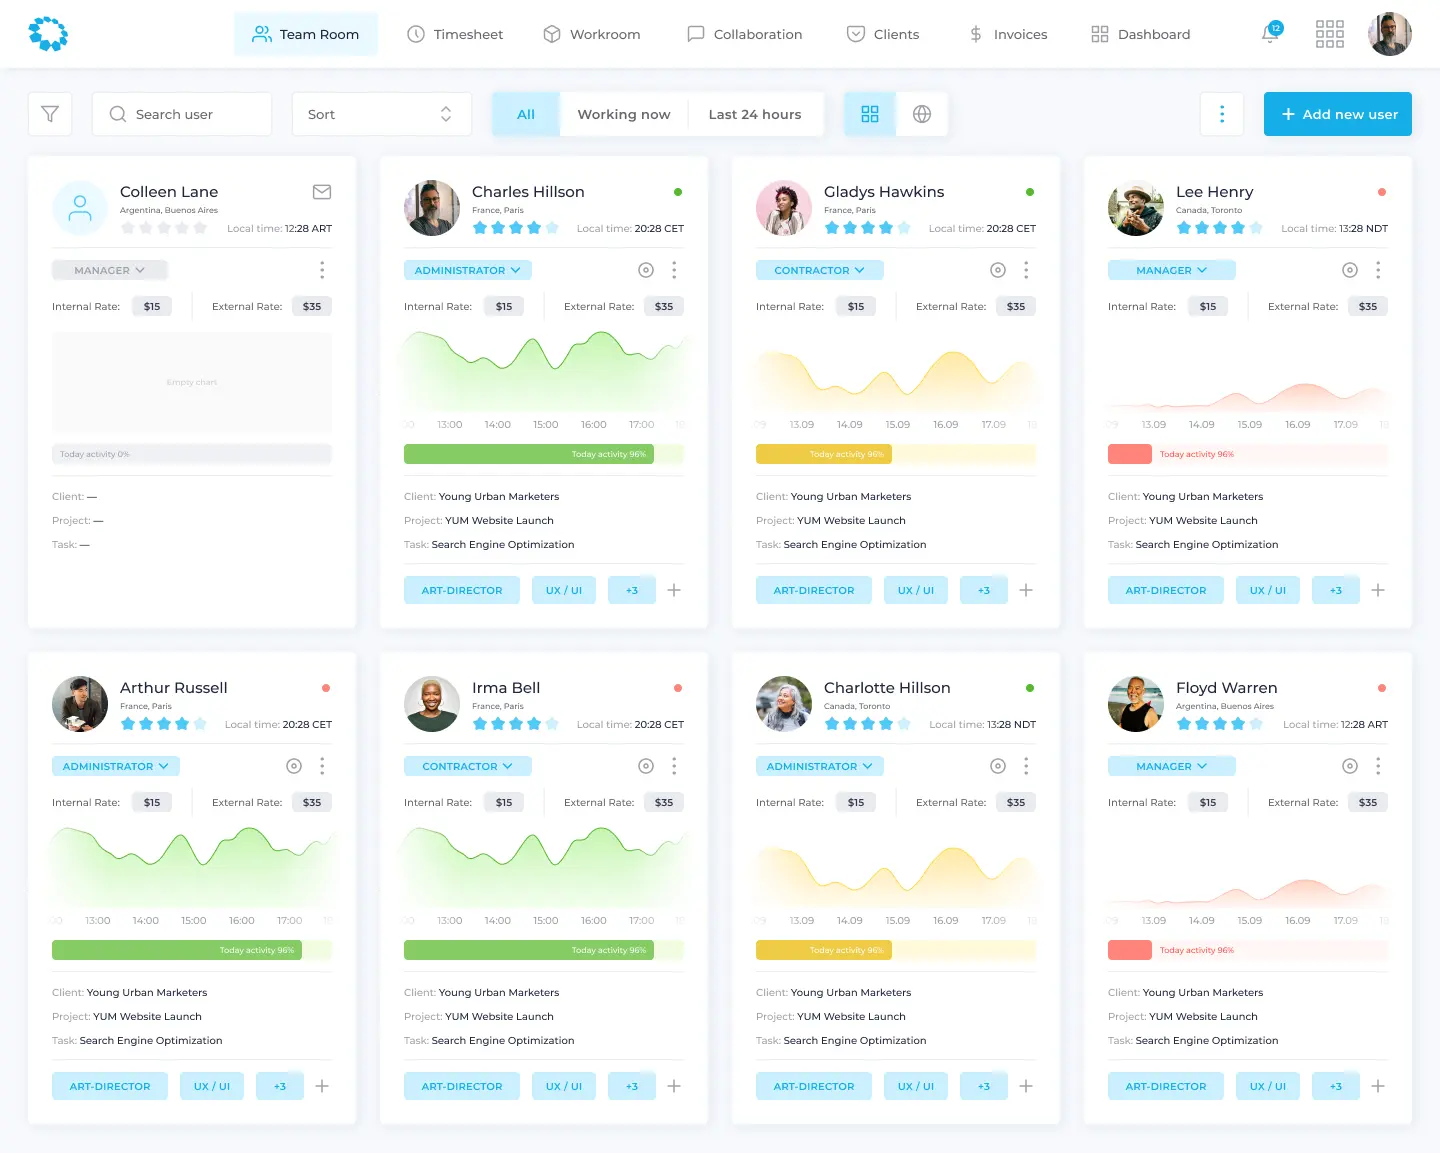 Team Room
Timesheet
Workroom
Collaboration
Clients
Invoices
Dashboard
12
Search user
Sort
All
Working now
Last 24 hours
Add new user
Colleen Lane
Argentina, Buenos Aires
Local time: 12:28 ART
MANAGER
Internal Rate: $15
External Rate: $35
Empty chart
Today activity 0%
Client: —
Project: —
Task: —
Charles Hillson
France, Paris
Local time: 20:28 CET
ADMINISTRATOR
Internal Rate: $15
External Rate: $35
00 13:00 14:00 15:00 16:00 17:00 18
Today activity 96%
Client: Young Urban Marketers
Project: YUM Website Launch
Task: Search Engine Optimization
ART-DIRECTOR
UX / UI
+3
Gladys Hawkins
France, Paris
Local time: 20:28 CET
CONTRACTOR
Internal Rate: $15
External Rate: $35
09 13.09 14.09 15.09 16.09 17.09 18
Today activity 96%
Client: Young Urban Marketers
Project: YUM Website Launch
Task: Search Engine Optimization
ART-DIRECTOR
UX / UI
+3
Lee Henry
Canada, Toronto
Local time: 13:28 NDT
MANAGER
Internal Rate: $15
External Rate: $35
09 13.09 14.09 15.09 16.09 17.09 18
Today activity 96%
Client: Young Urban Marketers
Project: YUM Website Launch
Task: Search Engine Optimization
ART-DIRECTOR
UX / UI
+3
Arthur Russell
France, Paris
Local time: 20:28 CET
ADMINISTRATOR
Internal Rate: $15
External Rate: $35
00 13:00 14:00 15:00 16:00 17:00 18
Today activity 96%
Client: Young Urban Marketers
Project: YUM Website Launch
Task: Search Engine Optimization
ART-DIRECTOR
UX / UI
+3
Irma Bell
France, Paris
Local time: 20:28 CET
CONTRACTOR
Internal Rate: $15
External Rate: $35
00 13:00 14:00 15:00 16:00 17:00 18
Today activity 96%
Client: Young Urban Marketers
Project: YUM Website Launch
Task: Search Engine Optimization
ART-DIRECTOR
UX / UI
+3
Charlotte Hillson
Canada, Toronto
Local time: 13:28 NDT
ADMINISTRATOR
Internal Rate: $15
External Rate: $35
09 13.09 14.09 15.09 16.09 17.09 18
Today activity 96%
Client: Young Urban Marketers
Project: YUM Website Launch
Task: Search Engine Optimization
ART-DIRECTOR
UX / UI
+3
Floyd Warren
Argentina, Buenos Aires
Local time: 12:28 ART
MANAGER
Internal Rate: $15
External Rate: $35
09 13.09 14.09 15.09 16.09 17.09 18
Today activity 96%
Client: Young Urban Marketers
Project: YUM Website Launch
Task: Search Engine Optimization
ART-DIRECTOR
UX / UI
+3